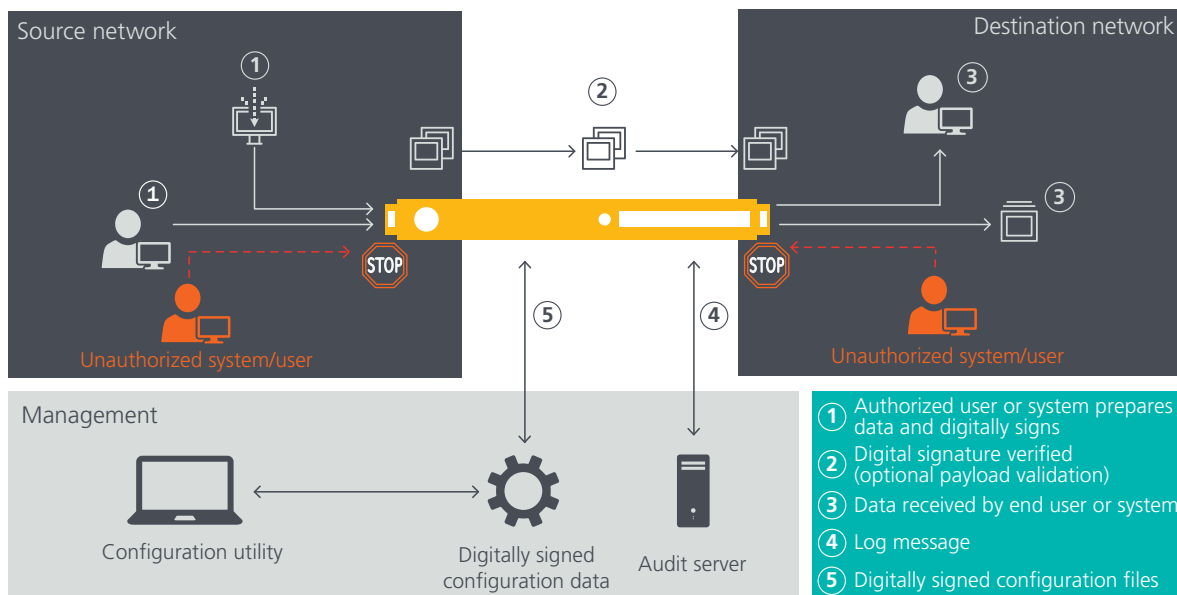 Source network
Destination network
1
2
3
1
3
STOP
STOP
5
4
Unauthorized system/user
Unauthorized system/user
Management
Configuration utility
Digitally signed
configuration data
Audit server
1 Authorized user or system prepares
data and digitally signs
2 Digital signature verified
(optional payload validation)
3 Data received by end user or system
4 Log message
5 Digitally signed configuration files